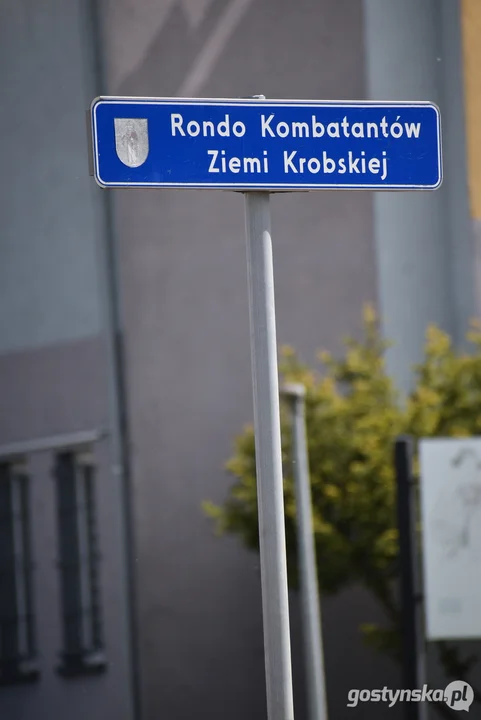 Rondo Kombatantów
Ziemi Krobskiej
gostynska.pl